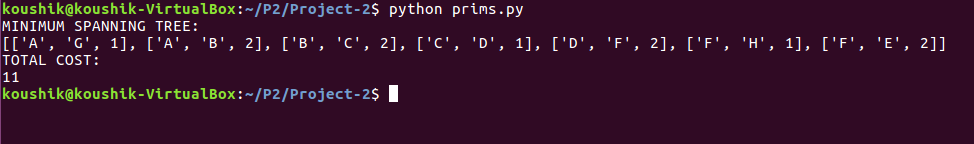 koushik@koushik-VirtualBox:~/P2/Project-2$ python prims.py
MINIMUM SPANNING TREE:
[['A', 'G', 1], ['A', 'B', 2], ['B', 'C', 2], ['C', 'D', 1], ['D', 'F', 2], ['F', 'H', 1], ['F', 'E', 2]]
TOTAL COST:
11
koushik@koushik-VirtualBox:~/P2/Project-2$